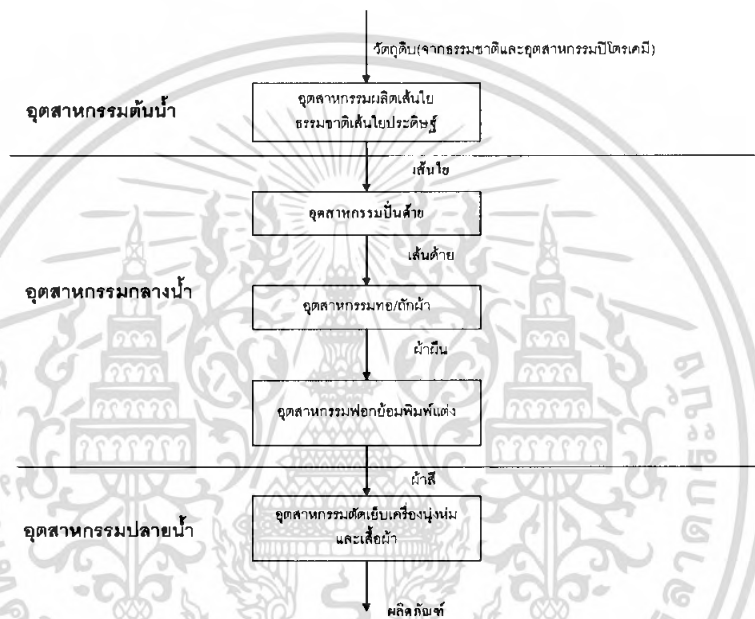 วัตถุดิบ(จากธรรมชาติและอุตสาหกรรมปิโตรเคมี)
อุตสาหกรรมต้นน้ำ
อุตสาหกรรมผลิตเส้นใย
ธรรมชาติเส้นใยประดิษฐ์
เส้นใย
อุตสาหกรรมปั่นด้าย
เส้นด้าย
อุตสาหกรรมกลางน้ำ
อุตสาหกรรมทอ/ถักผ้า
ผ้าผืน
อุตสาหกรรมฟอกย้อมพิมพ์แต่ง
ผ้าสี
อุตสาหกรรมปลายน้ำ
อุตสาหกรรมตัดเย็บเครื่องนุ่งห่ม
และเสื้อผ้า
ผลิตภัณฑ์